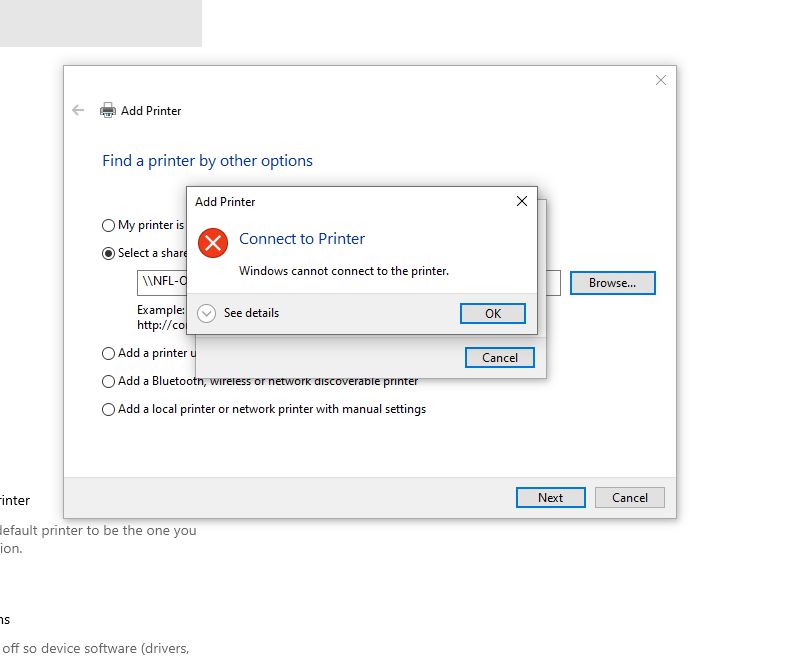 Add Printer
Find a printer by other options
My printer is
Select a share
\\NFL-O
Browse...
Example:
http://co
Add Printer
Connect to Printer
Windows cannot connect to the printer.
See details
OK
Cancel
Add a printer u
Add a Bluetooth, wireless or network discoverable printer
Add a local printer or network printer with manual settings
Next
Cancel
rinter
default printer to be the one you
ion.
ns
off so device software (drivers,